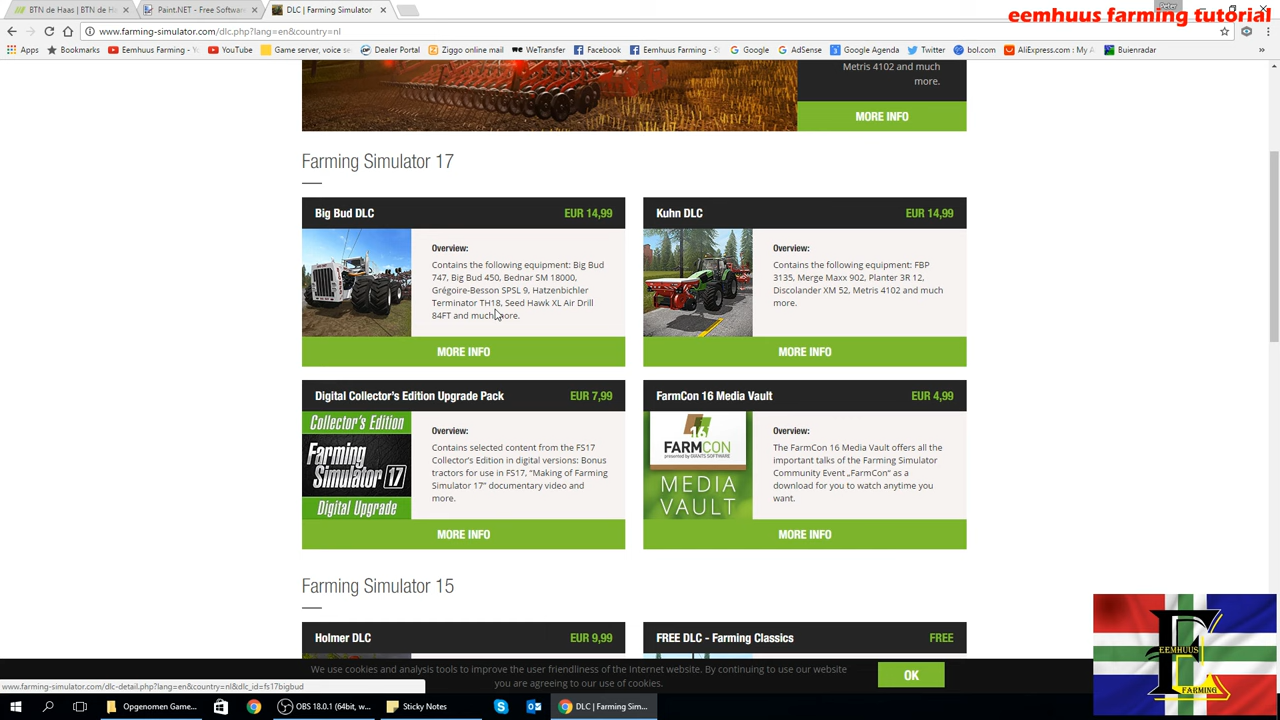 BTN de Haas | BTN de Ha
Paint.NET - Free Softwar
DLC | Farming Simulator
eemhuus farming tutorial
www.farming-simulator.com/dlc.php?lang=en&country=nl
Apps
Bookmarks
Eemhuus Farming - Yo
YouTube
Game server, voice ser
Dealer Portal
Ziggo online mail
WeTransfer
Facebook
Eemhuus Farming - St
Google
AdSense
Google Agenda
Twitter
bol.com
AliExpress.com : My A
Buienradar
Metris 4102 and much
more.
MORE INFO
Farming Simulator 17
Big Bud DLC EUR 14,99
Overview:
Contains the following equipment: Big Bud
747, Big Bud 450, Bednar SM 18000,
Grégoire-Besson SPSL 9, Hatzenbichler
Terminator TH18, Seed Hawk XL Air Drill
84FT and much more.
MORE INFO
Kuhn DLC EUR 14,99
Overview:
Contains the following equipment: FBP
3135, Merge Maxx 902, Planter 3R 12,
Discolander XM 52, Metris 4102 and much
more.
MORE INFO
Digital Collector's Edition Upgrade Pack EUR 7,99
Collector's Edition
Farming
Simulator 17
Digital Upgrade
Overview:
Contains selected content from the FS17
Collector's Edition in digital versions: Bonus
tractors for use in FS17, "Making of Farming
Simulator 17" documentary video and
more.
MORE INFO
FarmCon 16 Media Vault EUR 4,99
16
FARMCON
presented by GIANTS SOFTWARE
MEDIA
VAULT
Overview:
The FarmCon 16 Media Vault offers all the
important talks of the Farming Simulator
Community Event „FarmCon" as a
download for you to watch anytime you
want.
MORE INFO
Farming Simulator 15
Holmer DLC EUR 9,99
FREE DLC - Farming Classics FREE
We use cookies and analysis tools to improve the user friendliness of the Internet website. By continuing to use our website
you are agreeing to our use of cookies.
OK
www.farming-simulator.com/dlc-detail.php?lang=en&country=nl&dlc_id=fs17bigbud
EEMHUUS
FARMING
Opgenomen Game...
OBS 18.0.1 (64bit, w...
Sticky Notes
DLC | Farming Sim...